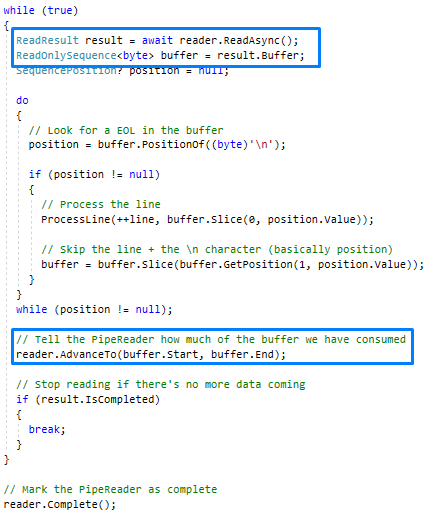 while (true)
{
ReadResult result = await reader.ReadAsync();
ReadOnlySequence<byte> buffer = result.Buffer;
SequencePosition? position = null;
do
{
// Look for a EOL in the buffer
position = buffer.PositionOf((byte)'\n');
if (position != null)
{
// Process the line
ProcessLine(++line, buffer.Slice(0, position.Value));
// Skip the line + the \n character (basically position)
buffer = buffer.Slice(buffer.GetPosition(1, position.Value));
}
}
while (position != null);
// Tell the PipeReader how much of the buffer we have consumed
reader.AdvanceTo(buffer.Start, buffer.End);
// Stop reading if there's no more data coming
if (result.IsCompleted)
{
break;
}
}
// Mark the PipeReader as complete
reader.Complete();